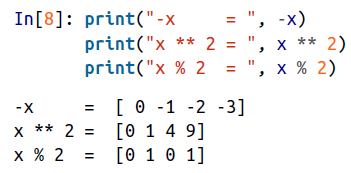 In[8]: print("-x     = ", -x)
       print("x ** 2 = ", x ** 2)
       print("x % 2  = ", x % 2)
-x     =  [ 0 -1 -2 -3]
x ** 2 =  [0 1 4 9]
x % 2  =  [0 1 0 1]